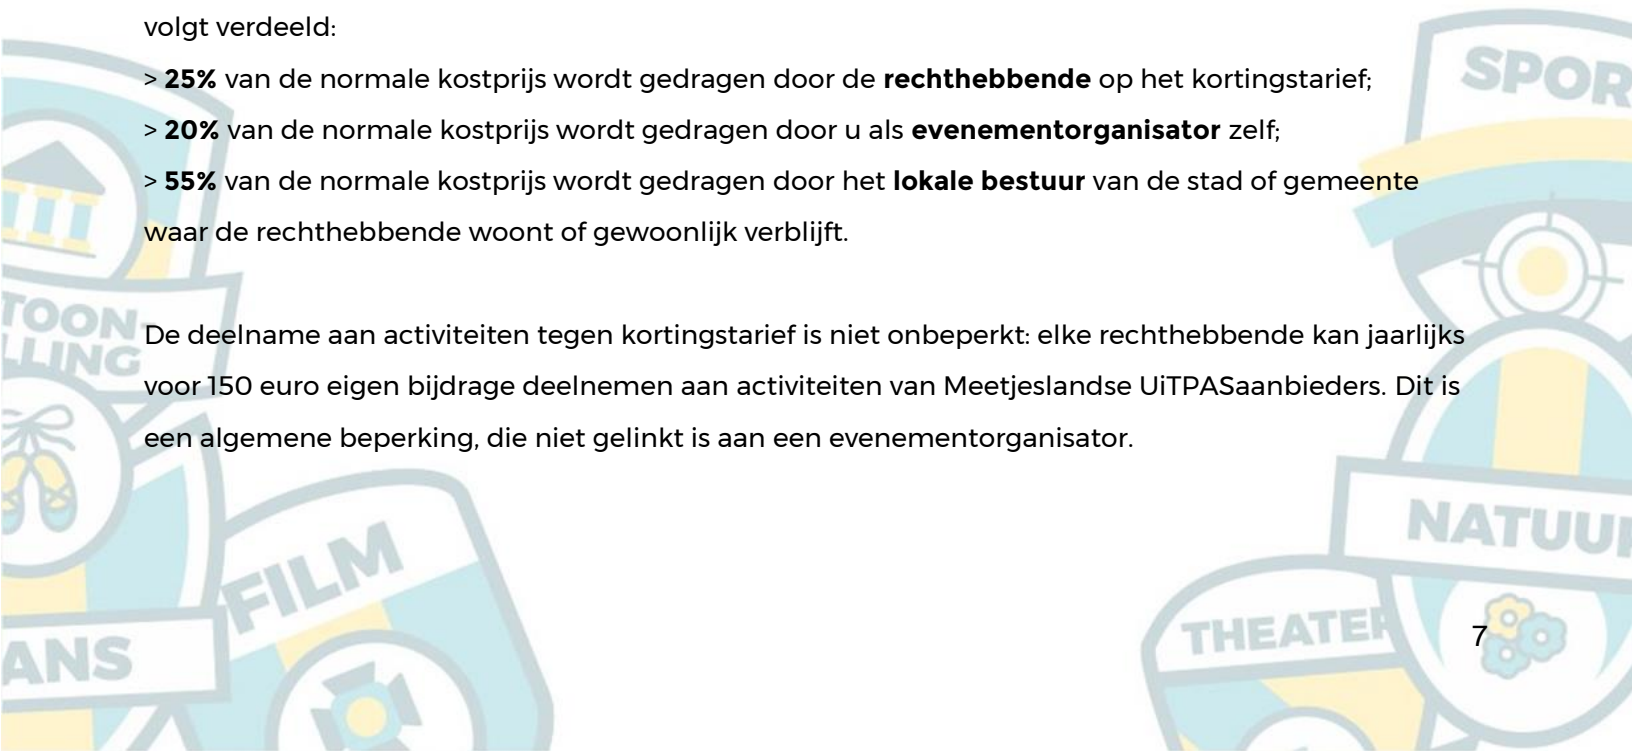 volgt verdeeld:
> 25% van de normale kostprijs wordt gedragen door de rechthebbende op het kortingstarief;
> 20% van de normale kostprijs wordt gedragen door u als evenementorganisator zelf;
> 55% van de normale kostprijs wordt gedragen door het lokale bestuur van de stad of gemeente
waar de rechthebbende woont of gewoonlijk verblijft.
De deelname aan activiteiten tegen kortingstarief is niet onbeperkt: elke rechthebbende kan jaarlijks
voor 150 euro eigen bijdrage deelnemen aan activiteiten van Meetjeslandse UiTPASaanbieders. Dit is
een algemene beperking, die niet gelinkt is aan een evenementorganisator.
SPOR
TOON-
LLING
FILM
ANS
NATUUR
THEATER
7